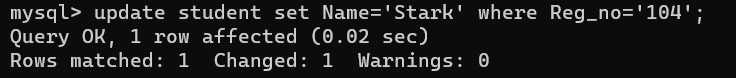 mysql> update student set Name='Stark' where Reg_no='104';
Query OK, 1 row affected (0.02 sec)
Rows matched: 1  Changed: 1  Warnings: 0